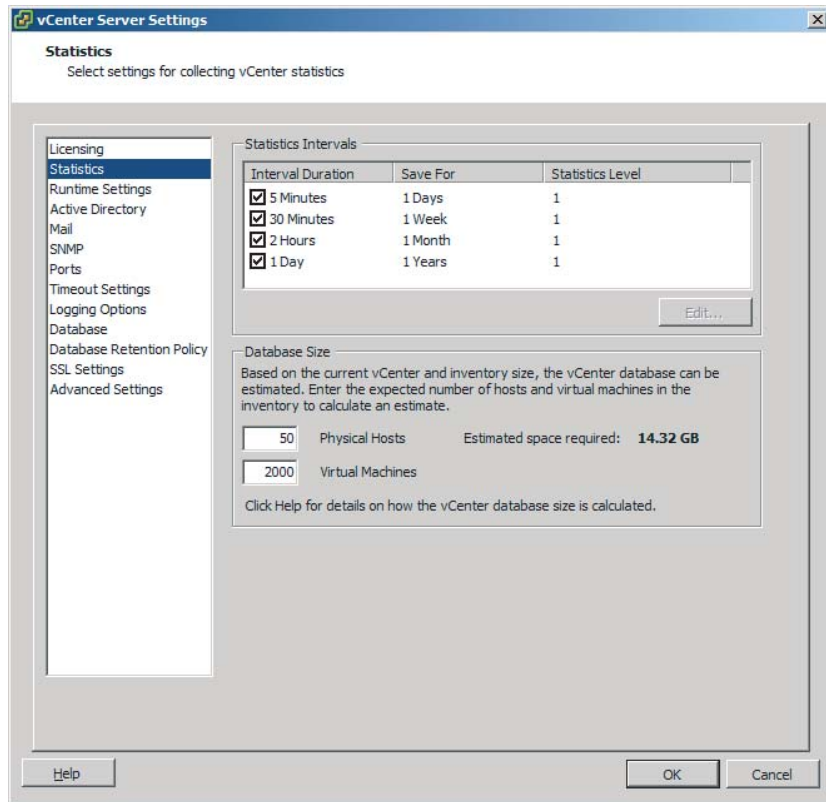 vCenter Server Settings
Statistics
Select settings for collecting vCenter statistics
Licensing
Statistics
Runtime Settings
Active Directory
Mail
SNMP
Ports
Timeout Settings
Logging Options
Database
Database Retention Policy
SSL Settings
Advanced Settings
Statistics Intervals
Interval Duration Save For Statistics Level
5 Minutes 1 Days 1
30 Minutes 1 Week 1
2 Hours 1 Month 1
1 Day 1 Years 1
Edit...
Database Size
Based on the current vCenter and inventory size, the vCenter database can be
estimated. Enter the expected number of hosts and virtual machines in the
inventory to calculate an estimate.
50 Physical Hosts Estimated space required: 14.32 GB
2000 Virtual Machines
Click Help for details on how the vCenter database size is calculated.
Help OK Cancel